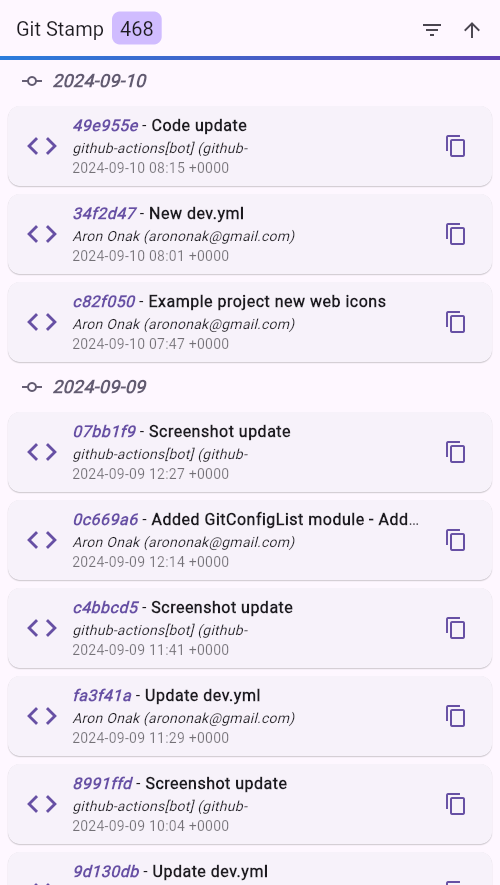 Git Stamp 468
2024-09-10
49e955e - Code update
github-actions[bot] (github-
2024-09-10 08:15 +0000
34f2d47 - New dev.yml
Aron Onak (arononak@gmail.com)
2024-09-10 08:01 +0000
c82f050 - Example project new web icons
Aron Onak (arononak@gmail.com)
2024-09-10 07:47 +0000
2024-09-09
07bb1f9 - Screenshot update
github-actions[bot] (github-
2024-09-09 12:27 +0000
0c669a6 - Added GitConfigList module - Add…
Aron Onak (arononak@gmail.com)
2024-09-09 12:14 +0000
c4bbcd5 - Screenshot update
github-actions[bot] (github-
2024-09-09 11:41 +0000
fa3f41a - Update dev.yml
Aron Onak (arononak@gmail.com)
2024-09-09 11:29 +0000
8991ffd - Screenshot update
github-actions[bot] (github-
2024-09-09 10:04 +0000
9d130db - Update dev.yml